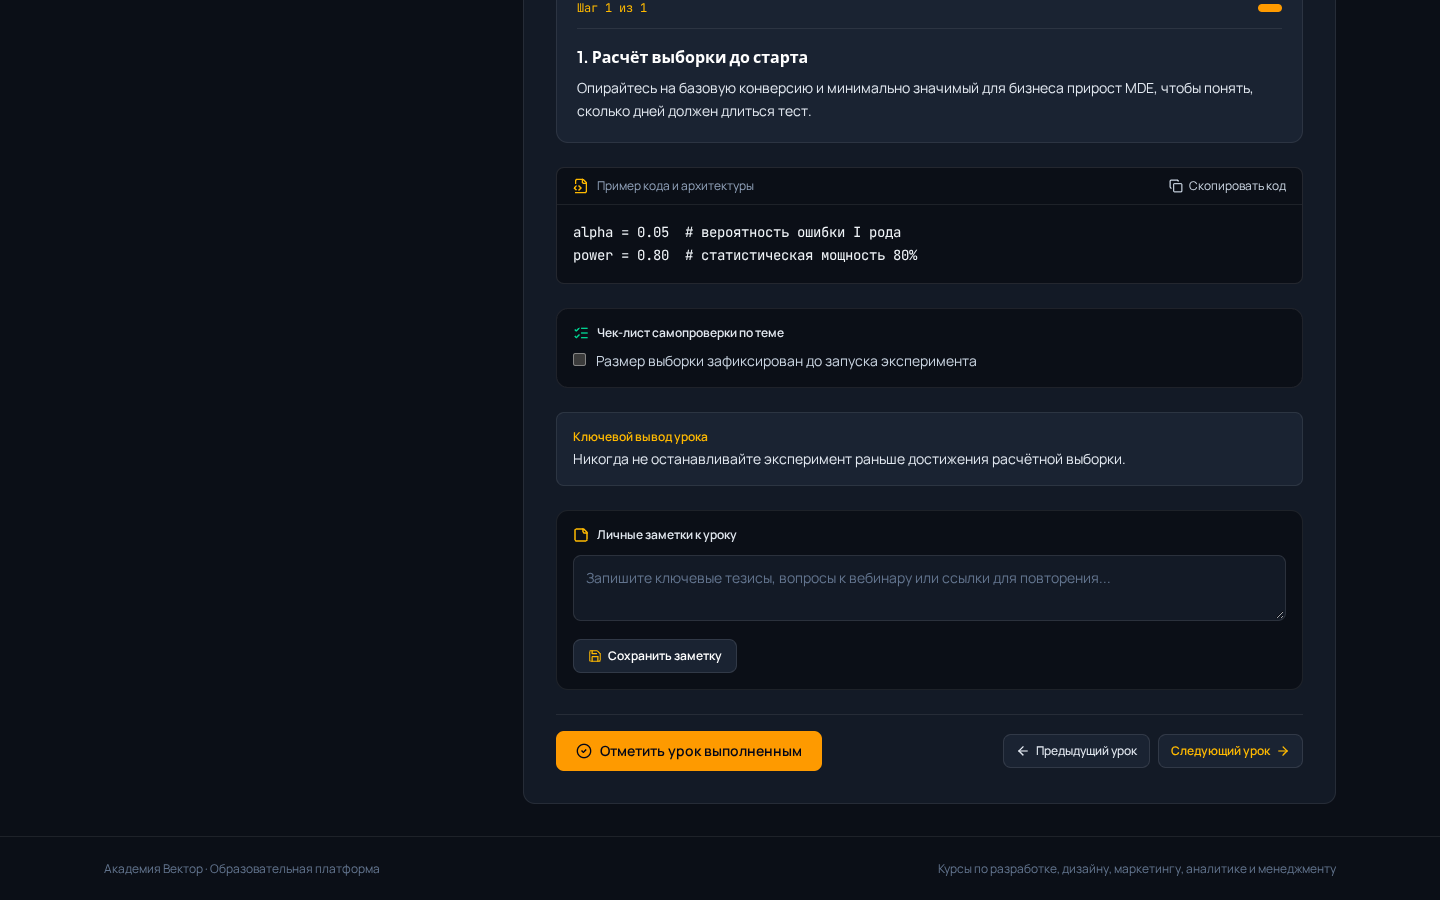 Шаг 1 из 1
1. Расчёт выборки до старта
Опирайтесь на базовую конверсию и минимально значимый для бизнеса прирост MDE, чтобы понять,
сколько дней должен длиться тест.
Пример кода и архитектуры
Скопировать код
alpha = 0.05  # вероятность ошибки I рода
power = 0.80  # статистическая мощность 80%
Чек-лист самопроверки по теме
Размер выборки зафиксирован до запуска эксперимента
Ключевой вывод урока
Никогда не останавливайте эксперимент раньше достижения расчётной выборки.
Личные заметки к уроку
Запишите ключевые тезисы, вопросы к вебинару или ссылки для повторения...
Сохранить заметку
Отметить урок выполненным
Предыдущий урок
Следующий урок
Академия Вектор · Образовательная платформа
Курсы по разработке, дизайну, маркетингу, аналитике и менеджменту